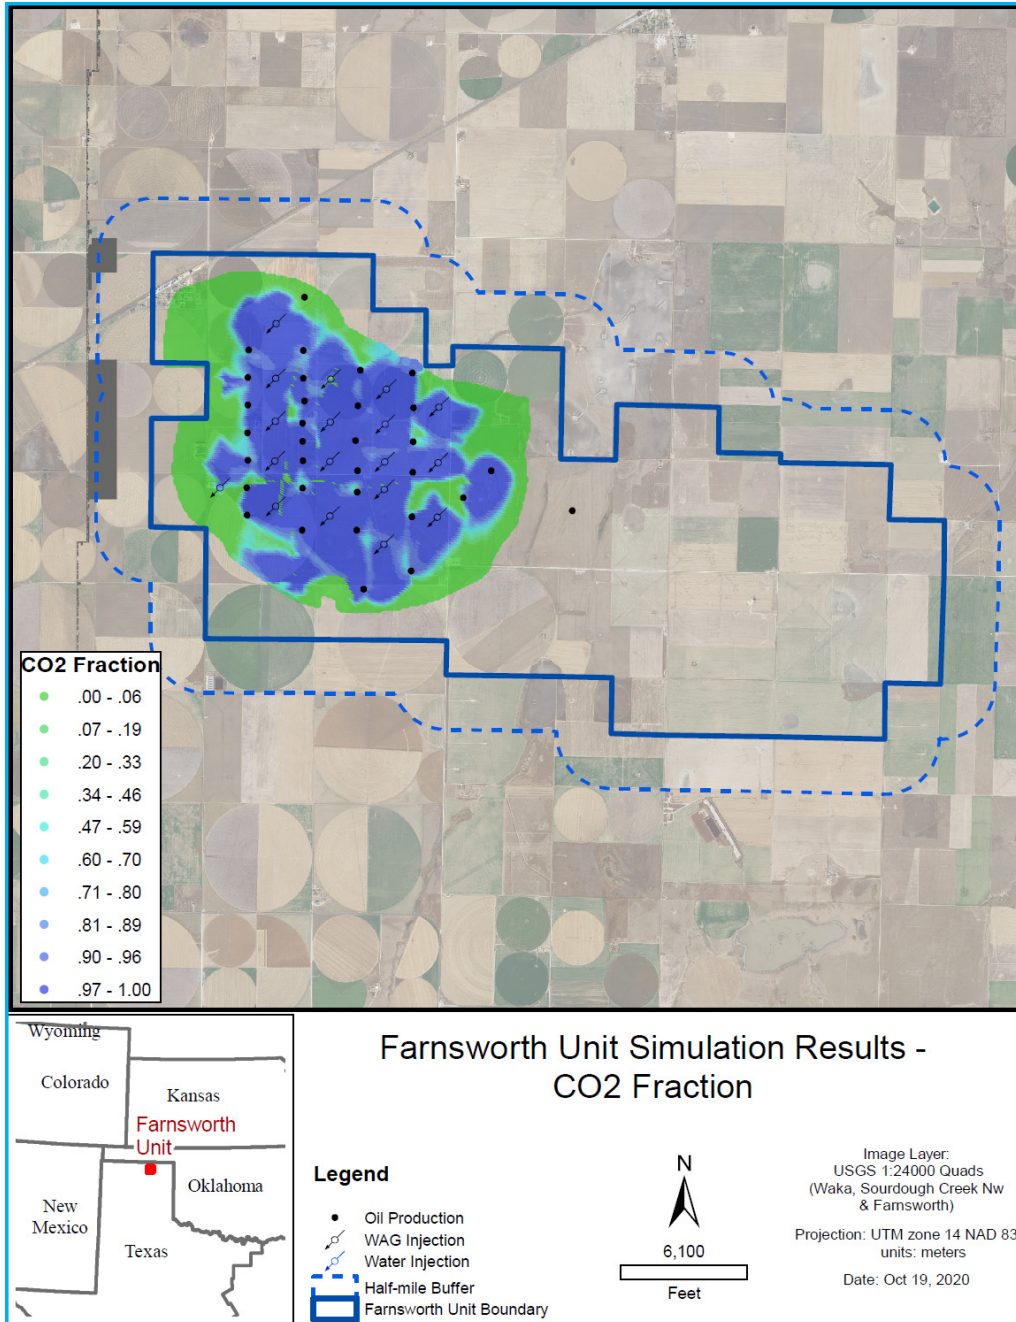 CO2 Fraction
.00 - .06
.07 - .19
.20 - .33
.34 - .46
.47 - .59
.60 - .70
.71 - .80
.81 - .89
.90 - .96
.97 - 1.00
Wyoming
Colorado
Kansas
Farnsworth
Unit
Oklahoma
New
Mexico
Texas
Farnsworth Unit Simulation Results -
CO2 Fraction
Legend
Oil Production
WAG Injection
Water Injection
Half-mile Buffer
Farnsworth Unit Boundary
N
6,100
Feet
Image Layer:
USGS 1:24000 Quads
(Waka, Sourdough Creek Nw
& Farnsworth)
Projection: UTM zone 14 NAD 83
units: meters
Date: Oct 19, 2020